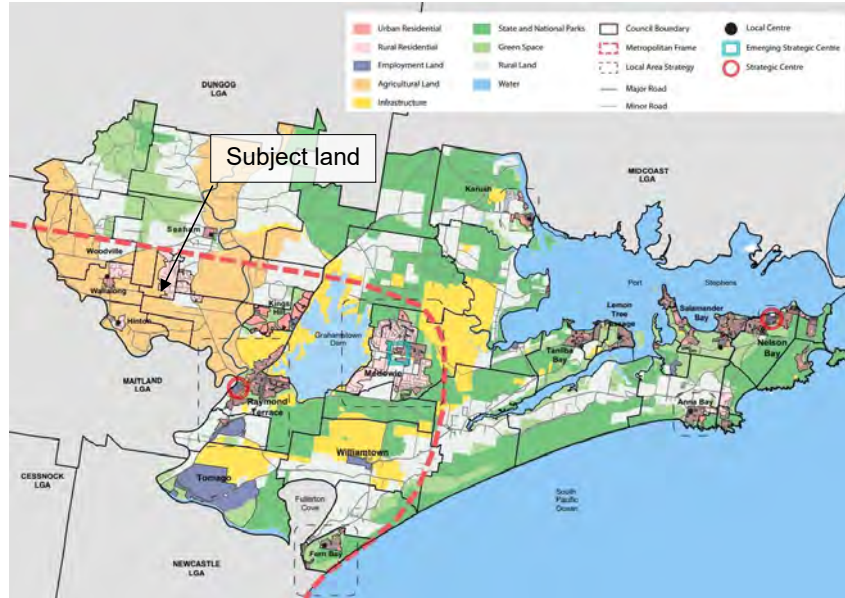 Urban Residential
Rural Residential
Employment Land
Agricultural Land
Infrastructure
State and National Parks
Green Space
Rural Land
Water
Council Boundary
Metropolitan Frame
Local Area Strategy
Major Road
Minor Road
Local Centre
Emerging Strategic Centre
Strategic Centre
DUNGOG
LGA
Subject land
MIDCOAST
LGA
Karuah
Seaham
Woodville
Wallalong
Hinton
Kings
Hill
Grahamstown
Dam
Port
Stephens
Lemon
Tree
Passage
Salamander
Bay
Nelson
Bay
Tanilba
Bay
Medowie
MAITLAND
LGA
Raymond
Terrace
Anna Bay
Williamtown
CESSNOCK
LGA
Tomago
Fullerton
Cove
South
Pacific
Ocean
Fern Bay
NEWCASTLE
LGA